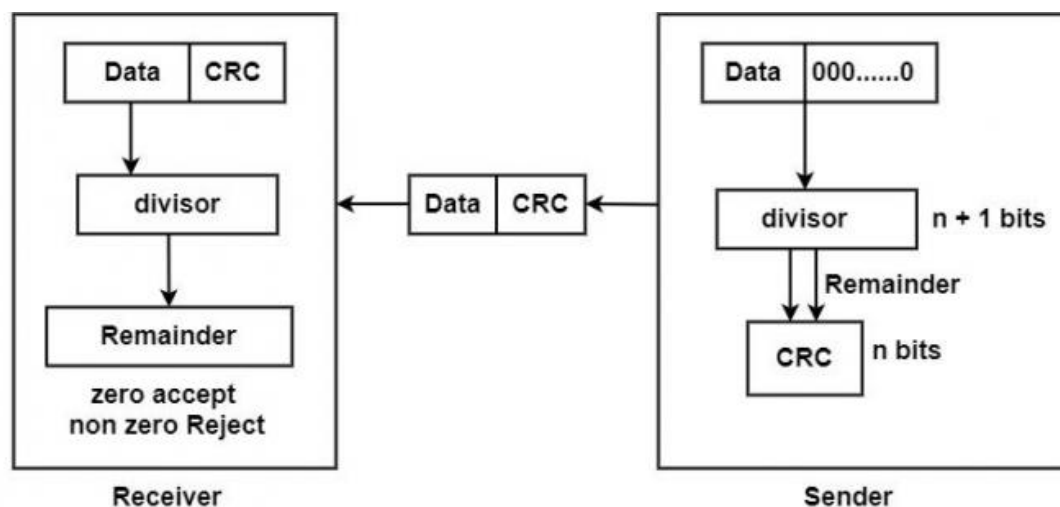 Data CRC
divisor
Remainder
zero accept
non zero Reject
Receiver
Data CRC
Data 000......0
divisor n + 1 bits
Remainder
CRC n bits
Sender